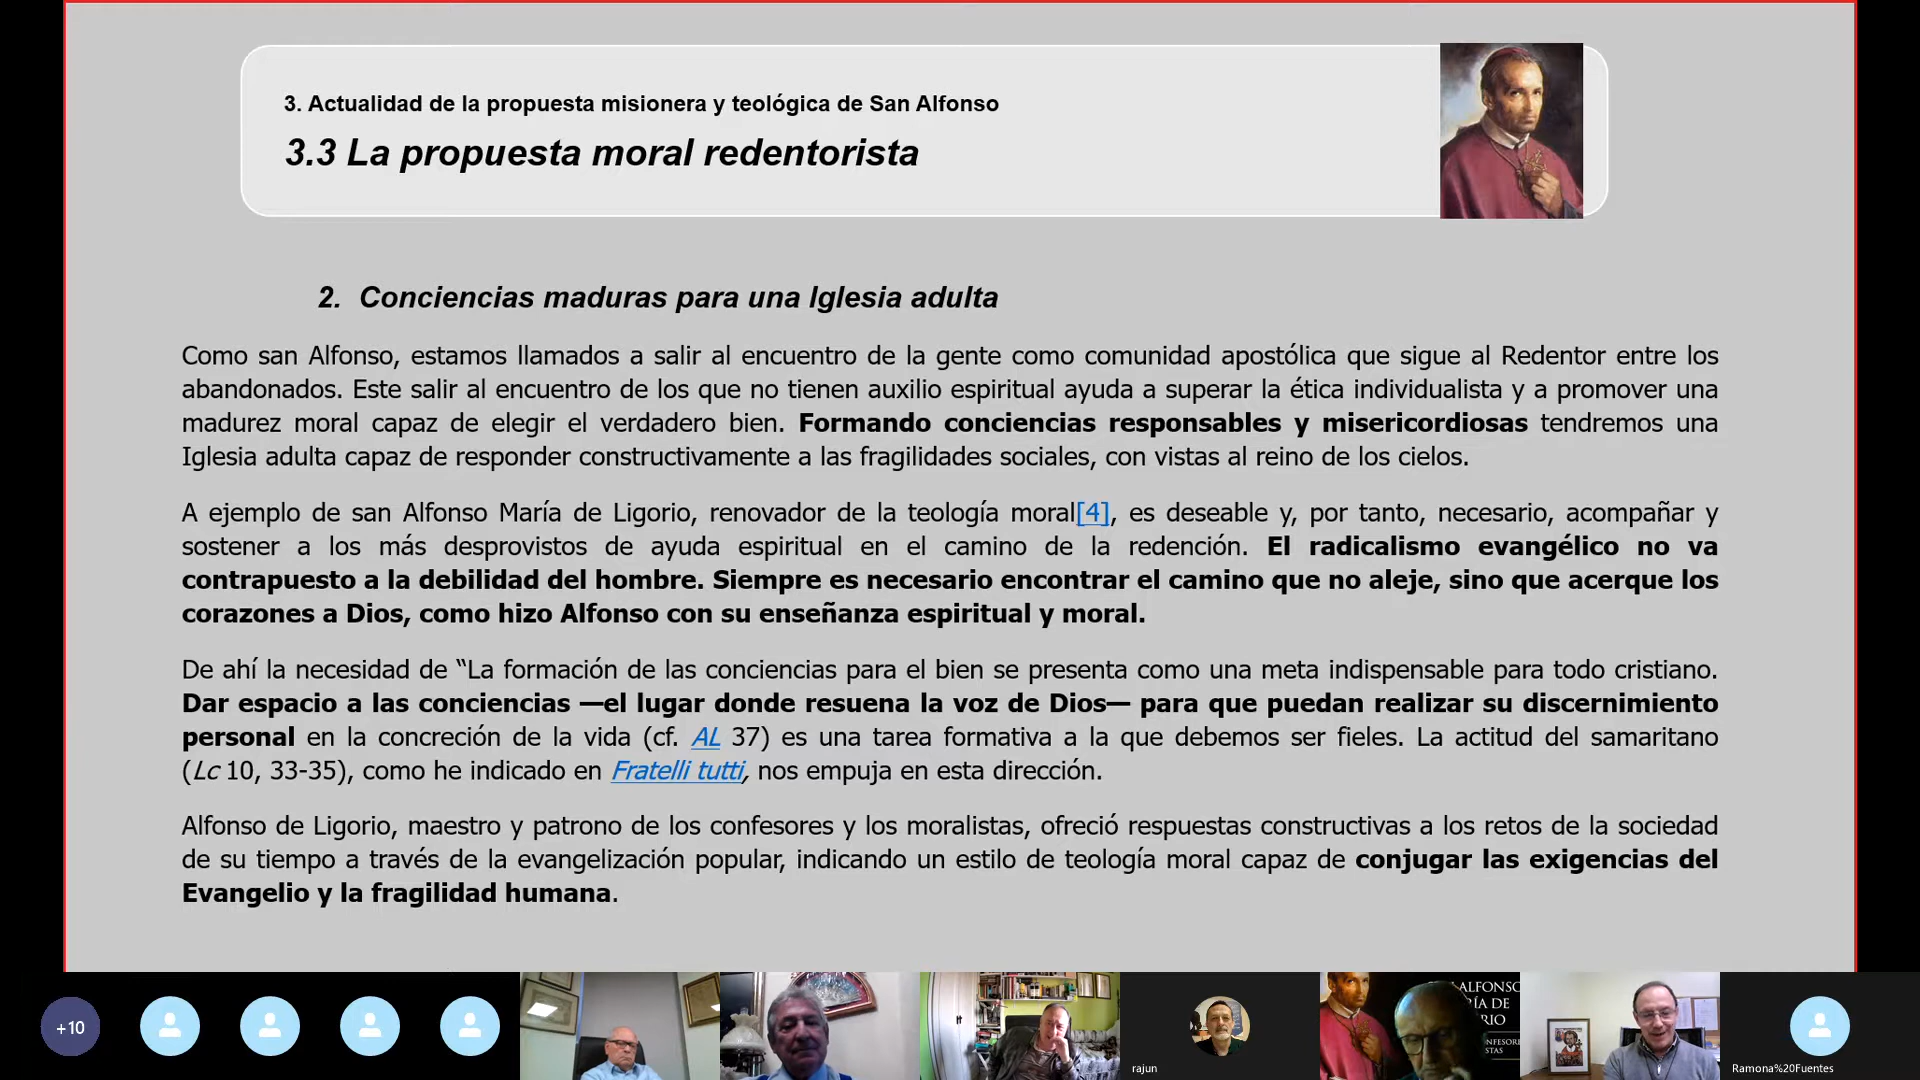 3. Actualidad de la propuesta misionera y teológica de San Alfonso
3.3 La propuesta moral redentorista
2. Conciencias maduras para una Iglesia adulta
Como san Alfonso, estamos llamados a salir al encuentro de la gente como comunidad apostólica que sigue al Redentor entre los
abandonados. Este salir al encuentro de los que no tienen auxilio espiritual ayuda a superar la ética individualista y a promover una
madurez moral capaz de elegir el verdadero bien. Formando conciencias responsables y misericordiosas tendremos una
Iglesia adulta capaz de responder constructivamente a las fragilidades sociales, con vistas al reino de los cielos.
A ejemplo de san Alfonso María de Ligorio, renovador de la teología moral[4], es deseable y, por tanto, necesario, acompañar y
sostener a los más desprovistos de ayuda espiritual en el camino de la redención. El radicalismo evangélico no va
contrapuesto a la debilidad del hombre. Siempre es necesario encontrar el camino que no aleje, sino que acerque los
corazones a Dios, como hizo Alfonso con su enseñanza espiritual y moral.
De ahí la necesidad de “La formación de las conciencias para el bien se presenta como una meta indispensable para todo cristiano.
Dar espacio a las conciencias —el lugar donde resuena la voz de Dios— para que puedan realizar su discernimiento
personal en la concreción de la vida (cf. AL 37) es una tarea formativa a la que debemos ser fieles. La actitud del samaritano
(Lc 10, 33-35), como he indicado en Fratelli tutti, nos empuja en esta dirección.
Alfonso de Ligorio, maestro y patrono de los confesores y los moralistas, ofreció respuestas constructivas a los retos de la sociedad
de su tiempo a través de la evangelización popular, indicando un estilo de teología moral capaz de conjugar las exigencias del
Evangelio y la fragilidad humana.
+10
rajun
ALFONSO
ÍA DE
RIO
NFESORE
STAS
Ramona%20Fuentes